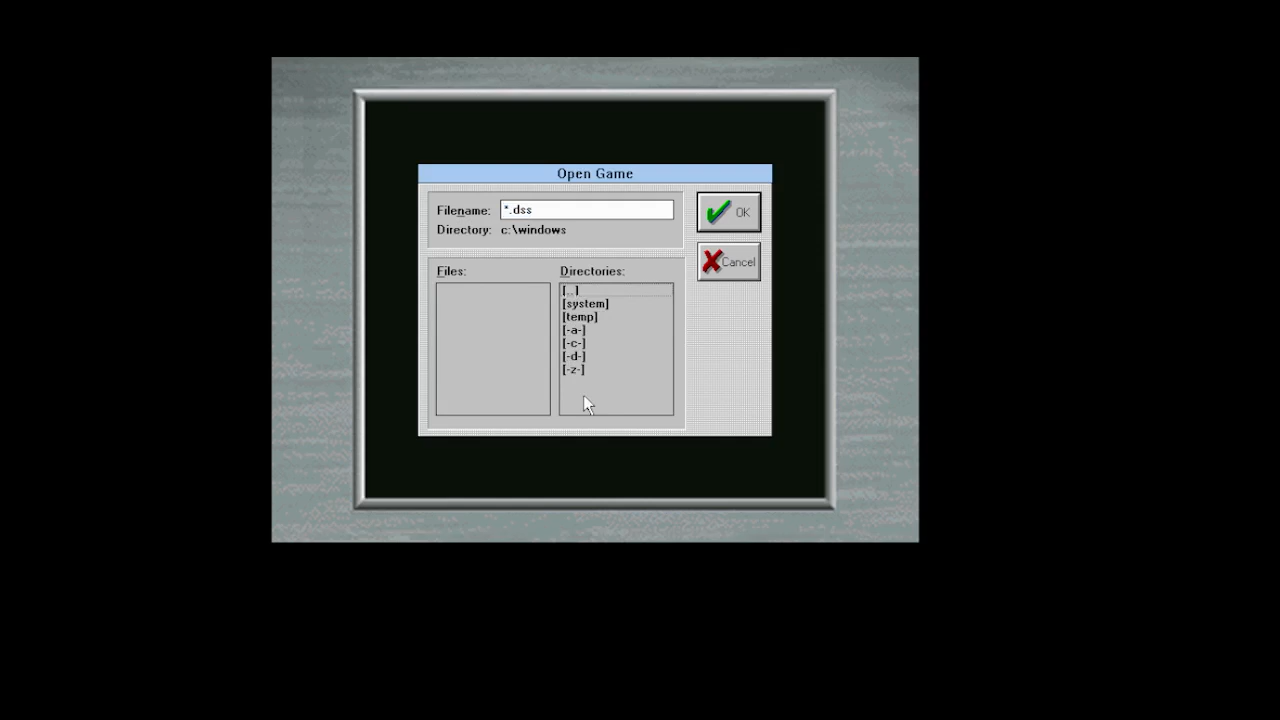 Open Game
Filename: *.dss
Directory: c:\windows
OK
Cancel
Files:
Directories:
[..]
[system]
[temp]
[-a-]
[-c-]
[-d-]
[-z-]